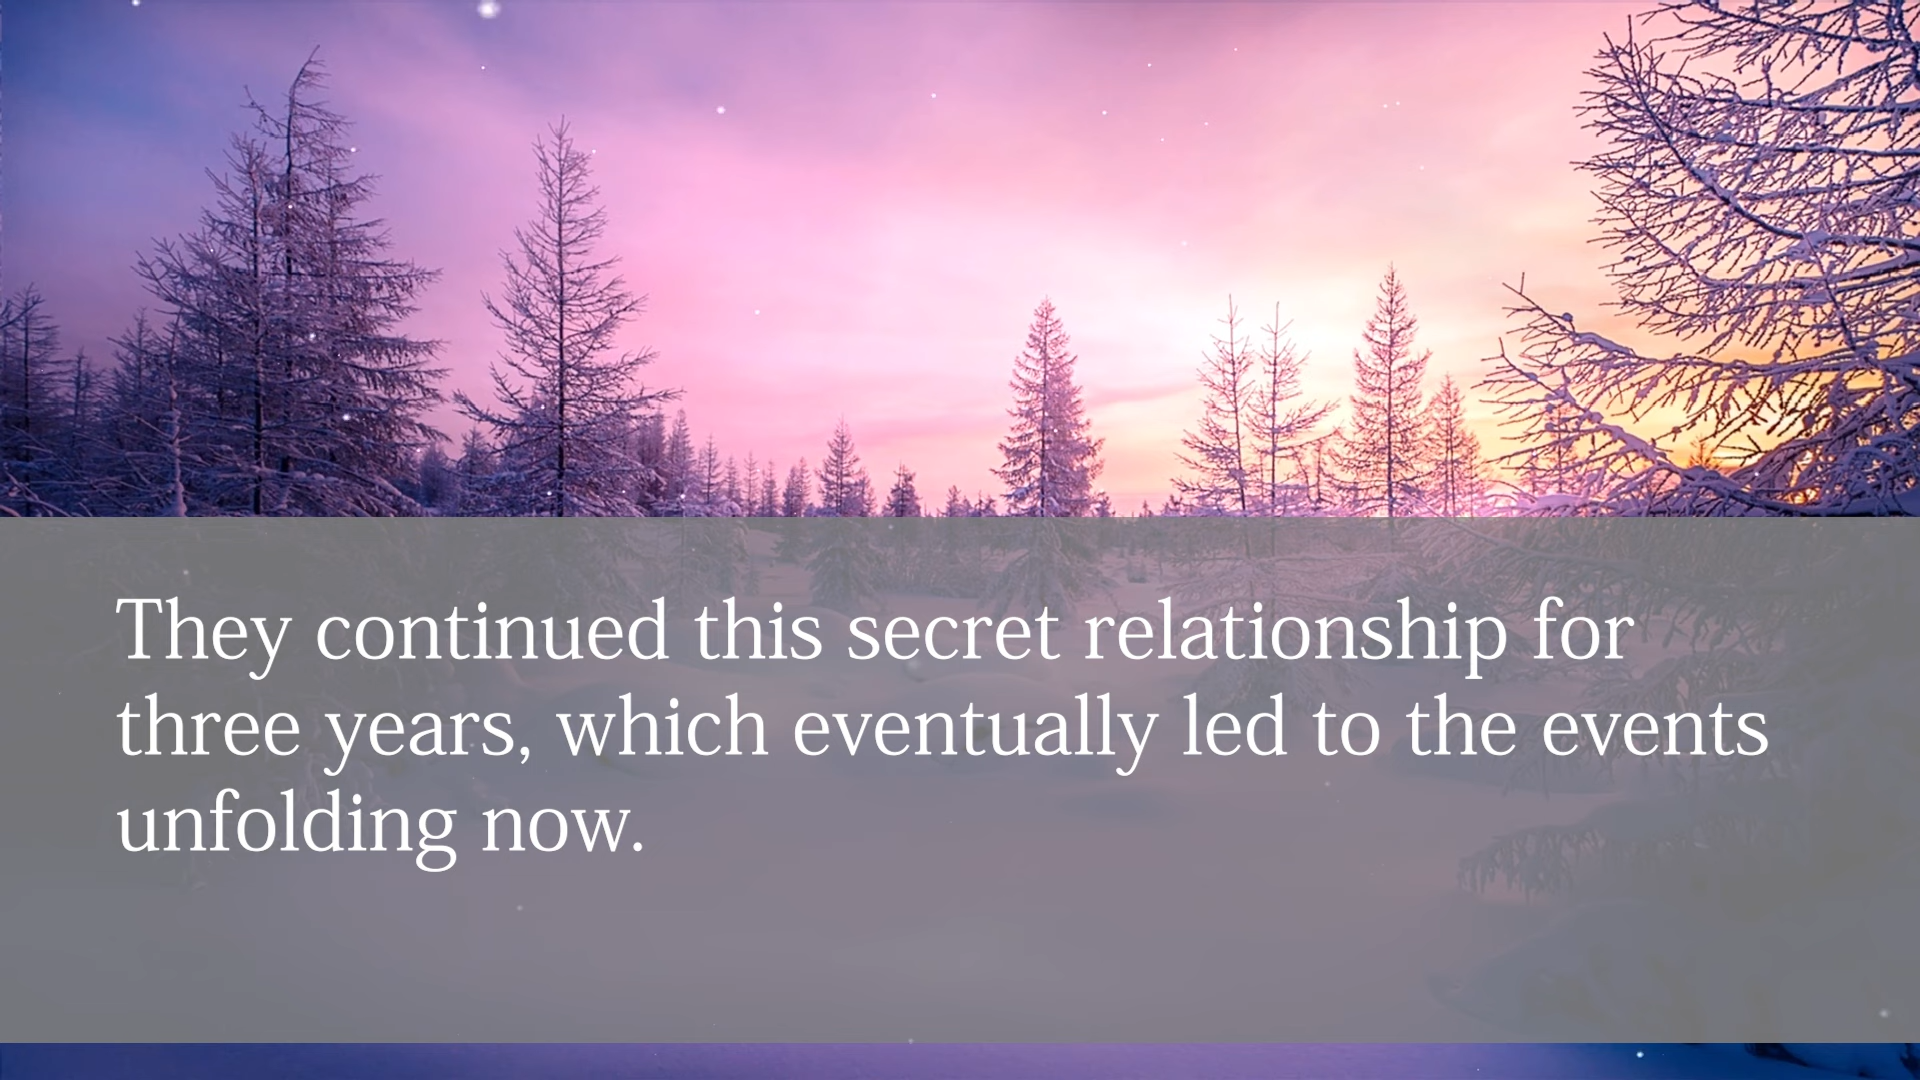 They continued this secret relationship for
three years, which eventually led to the events
unfolding now.